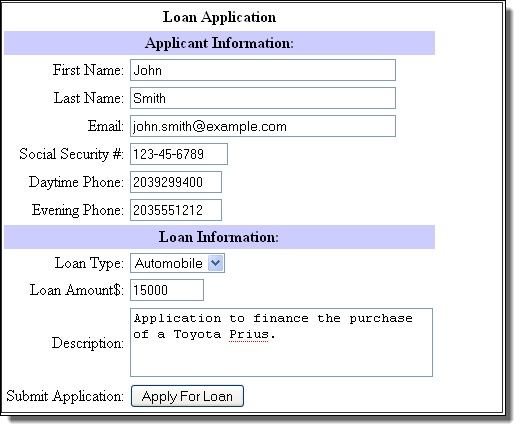 Loan Application
Applicant Information:
First Name: John
Last Name: Smith
Email: john.smith@example.com
Social Security #: 123-45-6789
Daytime Phone: 2039299400
Evening Phone: 2035551212
Loan Information:
Loan Type: Automobile
Loan Amount$: 15000
Description: Application to finance the purchase
of a Toyota Prius.
Submit Application: Apply For Loan